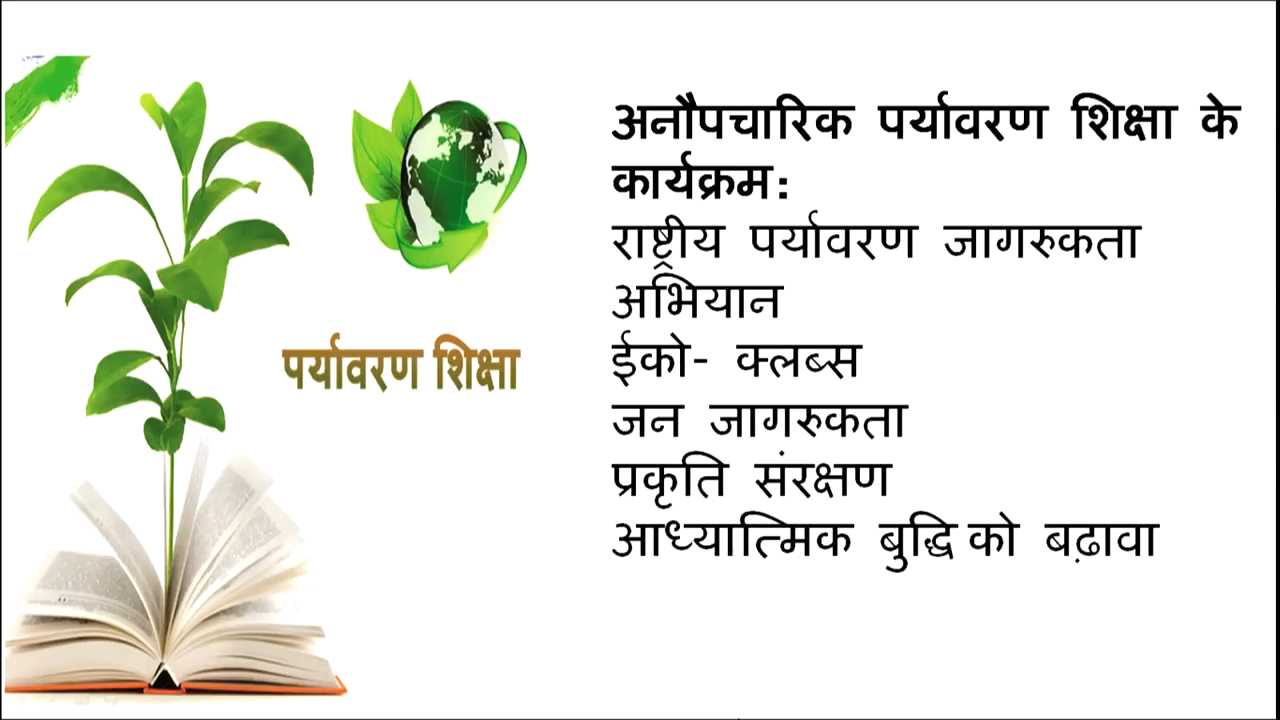 पर्यावरण शिक्षा
अनौपचारिक पर्यावरण शिक्षा के
कार्यक्रम:
राष्ट्रीय पर्यावरण जागरुकता
अभियान
ईको- क्लब्स
जन जागरुकता
प्रकृति संरक्षण
आध्यात्मिक बुद्धि को बढ़ावा